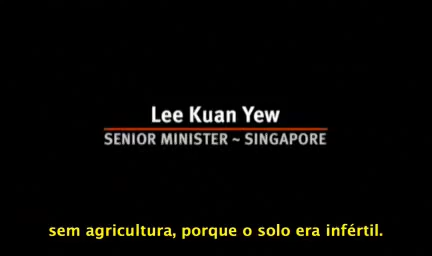 Lee Kuan Yew
SENIOR MINISTER ~ SINGAPORE
sem agricultura, porque o solo era infértil.